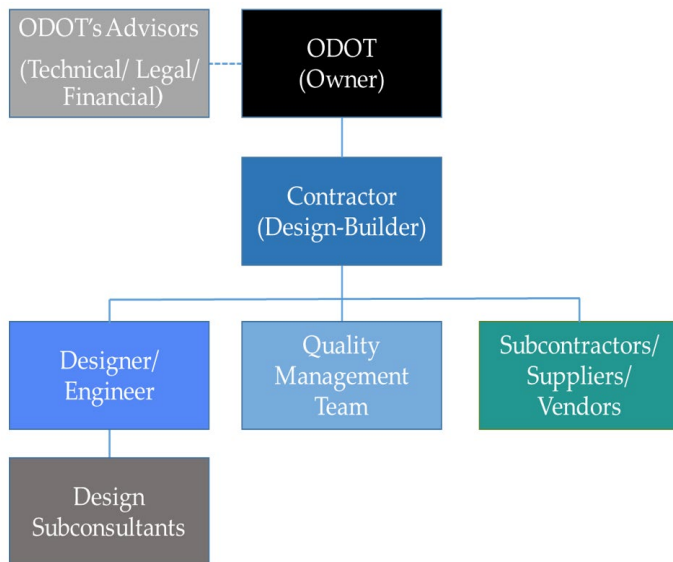 ODOT's Advisors
(Technical/ Legal/
Financial)
ODOT
(Owner)
Contractor
(Design-Builder)
Designer/
Engineer
Quality
Management
Team
Subcontractors/
Suppliers/
Vendors
Design
Subconsultants